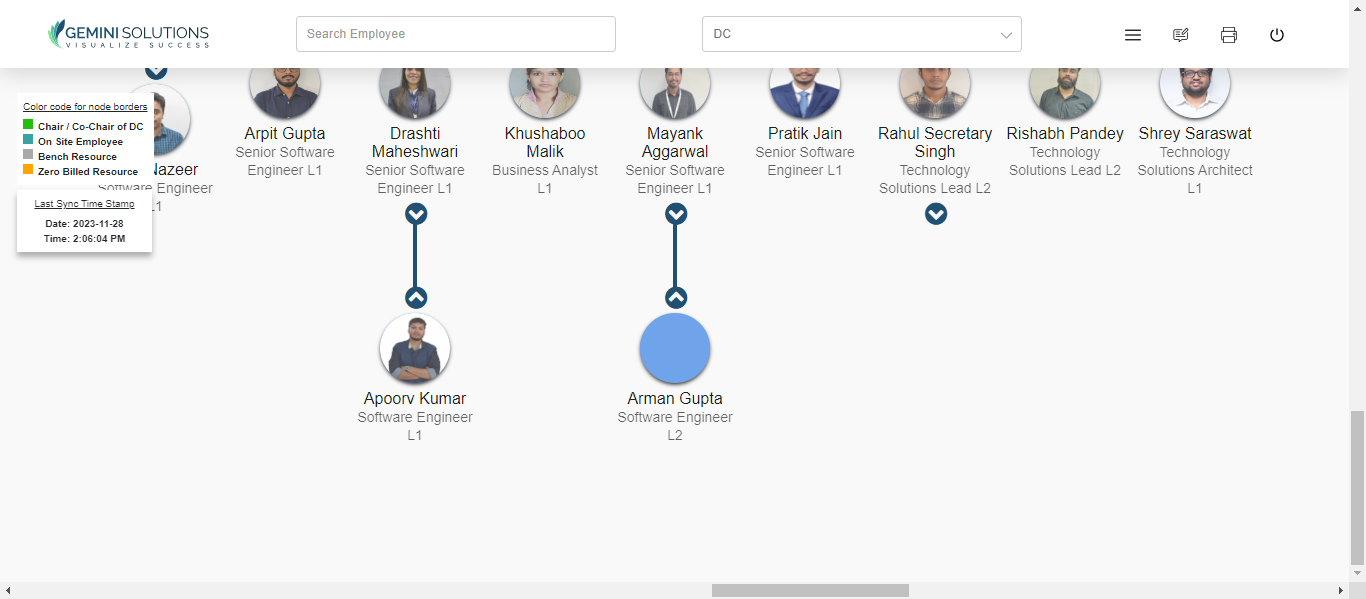 GEMINI SOLUTIONS
VISUALIZE SUCCESS
Search Employee
DC
Color code for node borders
Chair / Co-Chair of DC
On Site Employee
Bench Resource
Zero Billed Resource
Last Sync Time Stamp
Date: 2023-11-28
Time: 2:06:04 PM
Nazeer
Software Engineer
L1
Arpit Gupta
Senior Software
Engineer L1
Drashti
Maheshwari
Senior Software
Engineer L1
Khushaboo
Malik
Business Analyst
L1
Mayank
Aggarwal
Senior Software
Engineer L1
Pratik Jain
Senior Software
Engineer L1
Rahul Secretary
Singh
Technology
Solutions Lead L2
Rishabh Pandey
Technology
Solutions Lead L2
Shrey Saraswat
Technology
Solutions Architect
L1
Apoorv Kumar
Software Engineer
L1
Arman Gupta
Software Engineer
L2